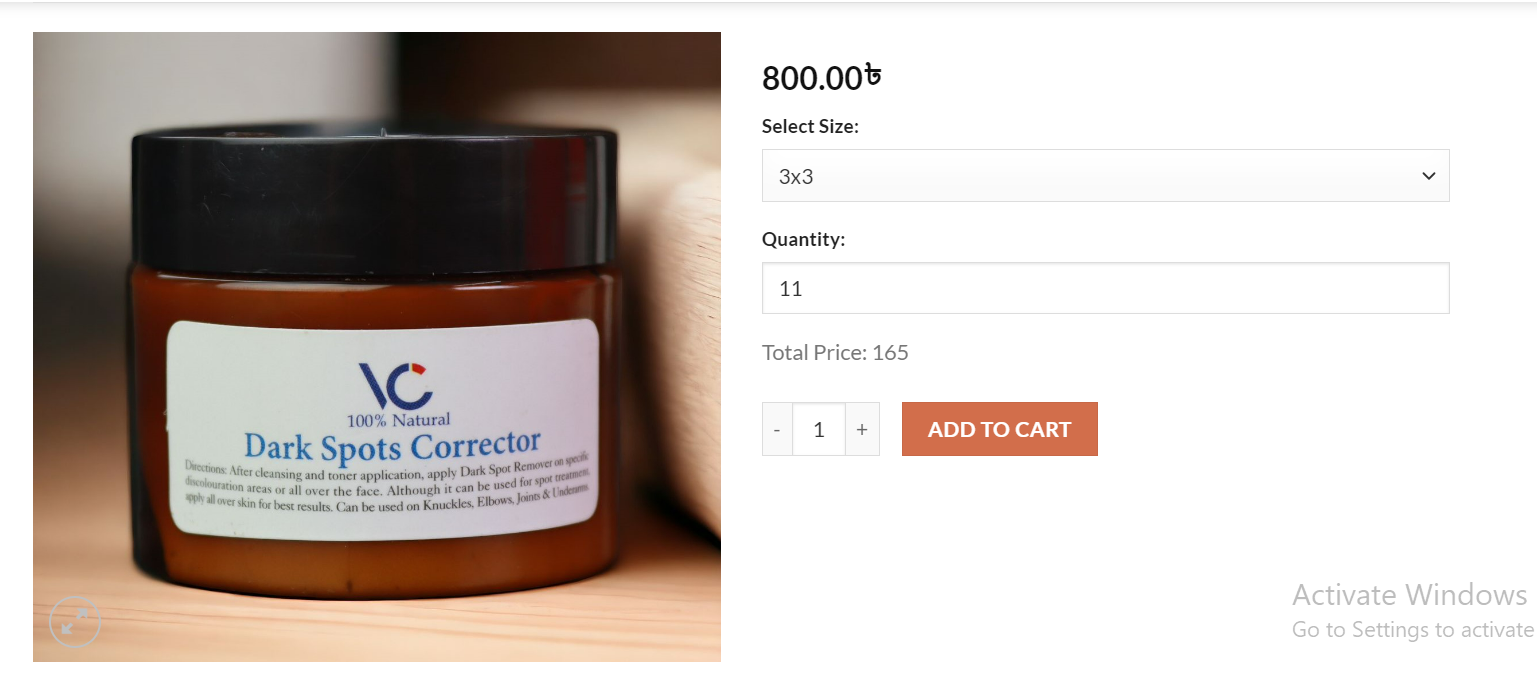 VC
100% Natural
Dark Spots Corrector
Directions: After cleansing and toner application, apply Dark Spot Remover on specific
discolouration areas or all over the face. Although it can be used for spot treatment,
apply all over skin for best results. Can be used on Knuckles, Elbows, Joints & Underarms
800.00৳
Select Size:
3x3
Quantity:
11
Total Price: 165
- 1 + ADD TO CART
Activate Windows
Go to Settings to activate